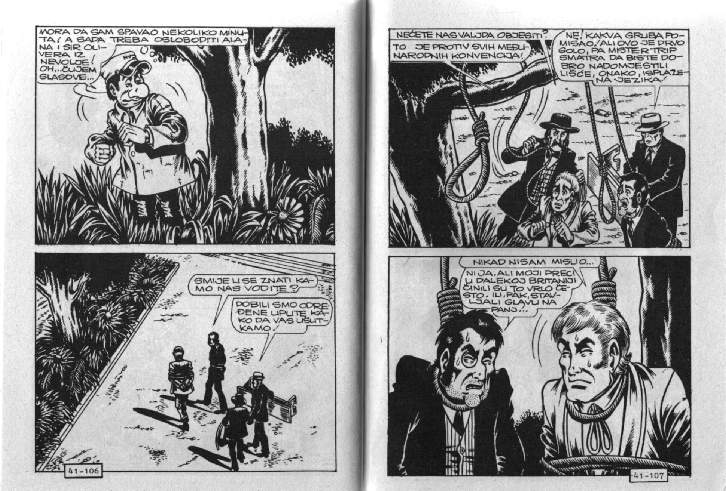 MORA DA SAM SPAVAO NEKOLIKO MINU-
TA, A SADA TREBA OSLOBODITI ALA-
NA I SIR OLI-
VERA IZ
NEVOLJE!
OH...ČUJEM
GLASOVE...
SMIJE LI SE ZNATI KA-
MO NAS VODITE?
DOBILI SMO ODRE-
ĐENE UPUTE KA-
KO DA VAS UŠUT-
KAMO!
41-106
NEĆETE NAS VALJDA OBJESITI?
TO JE PROTIV SVIH MEĐU-
NARODNIH KONVENCIJA!
NE! KAKVA GRUBA PO-
MISAO! ALI OVO JE DRVO
GOLO, PA MISTER TRIP
SMATRA DA BISTE DO-
BRO NADOMJESTILI
LIŠĆE, ONAKO, ISPLAŽE-
NA JEZIKA!
NIKAD NISAM MISLIO...
NI JA, ALI MOJI PRECI
U DALEKOJ BRITANIJI
ČINILI SU TO VRLO ČE-
STO, ILI, PAK, STAV-
LJALI GLAVU NA
PANJ...
41-107